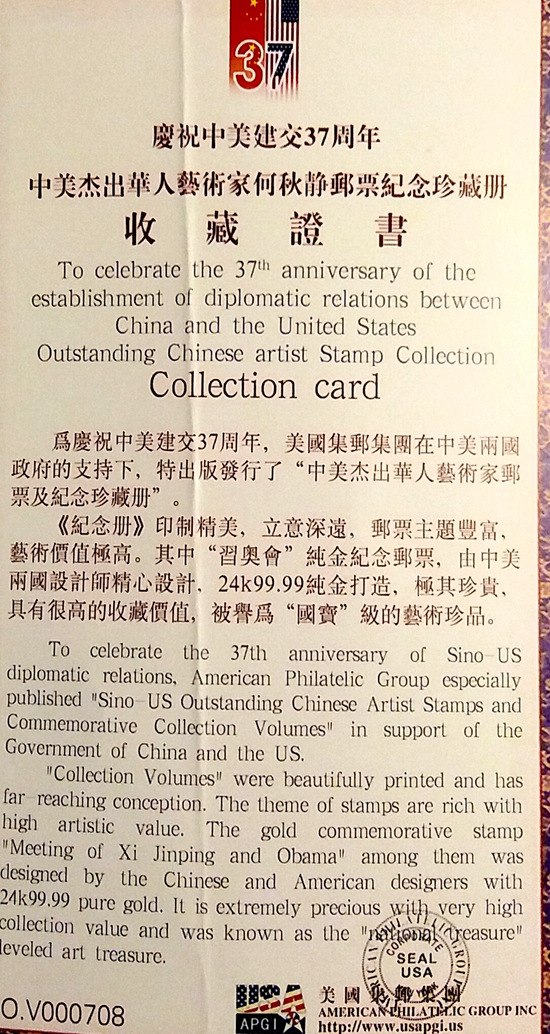 37
慶祝中美建交37周年
中美杰出華人藝術家何秋静郵票紀念珍藏册
收藏證書
To celebrate the 37th anniversary of the
establishment of diplomatic relations between
China and the United States
Outstanding Chinese artist Stamp Collection
Collection card
爲慶祝中美建交37周年，美國集郵集團在中美兩國
政府的支持下，特出版發行了“中美杰出華人藝術家郵
票及紀念珍藏册”。
《紀念册》印制精美，立意深遠，郵票主題豐富，
藝術價值極高。其中“習奥會”純金紀念郵票，由中美
兩國設計師精心設計，24k99.99純金打造，極其珍貴，
具有很高的收藏價值，被譽爲“國寶”級的藝術珍品。
To celebrate the 37th anniversary of Sino-US
diplomatic relations, American Philatelic Group especially
published "Sino-US Outstanding Chinese Artist Stamps and
Commemorative Collection Volumes" in support of the
Government of China and the US.
"Collection Volumes" were beautifully printed and has
far-reaching conception. The theme of stamps are rich with
high artistic value. The gold commemorative stamp
"Meeting of Xi Jinping and Obama" among them was
designed by the Chinese and American designers with
24k99.99 pure gold. It is extremely precious with very high
collection value and was known as the "national treasure"
leveled art treasure.
CORPORATE
SEAL
USA
O.V000708
APGI
美國集郵集團
AMERICAN PHILATELIC GROUP INC
http://www.usapgi.us